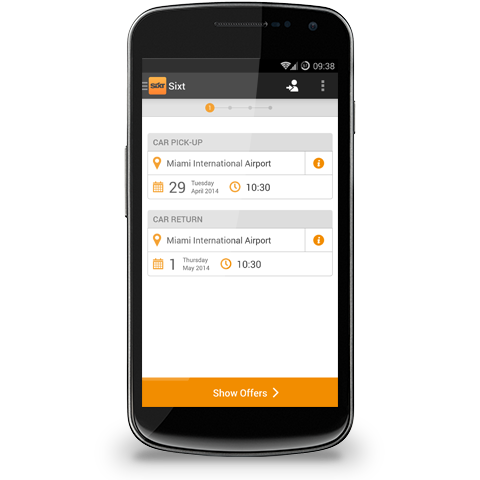 09:38
SiXT Sixt
1
CAR PICK-UP
Miami International Airport
29 Tuesday 10:30
April 2014
CAR RETURN
Miami International Airport
1 Thursday 10:30
May 2014
Show Offers